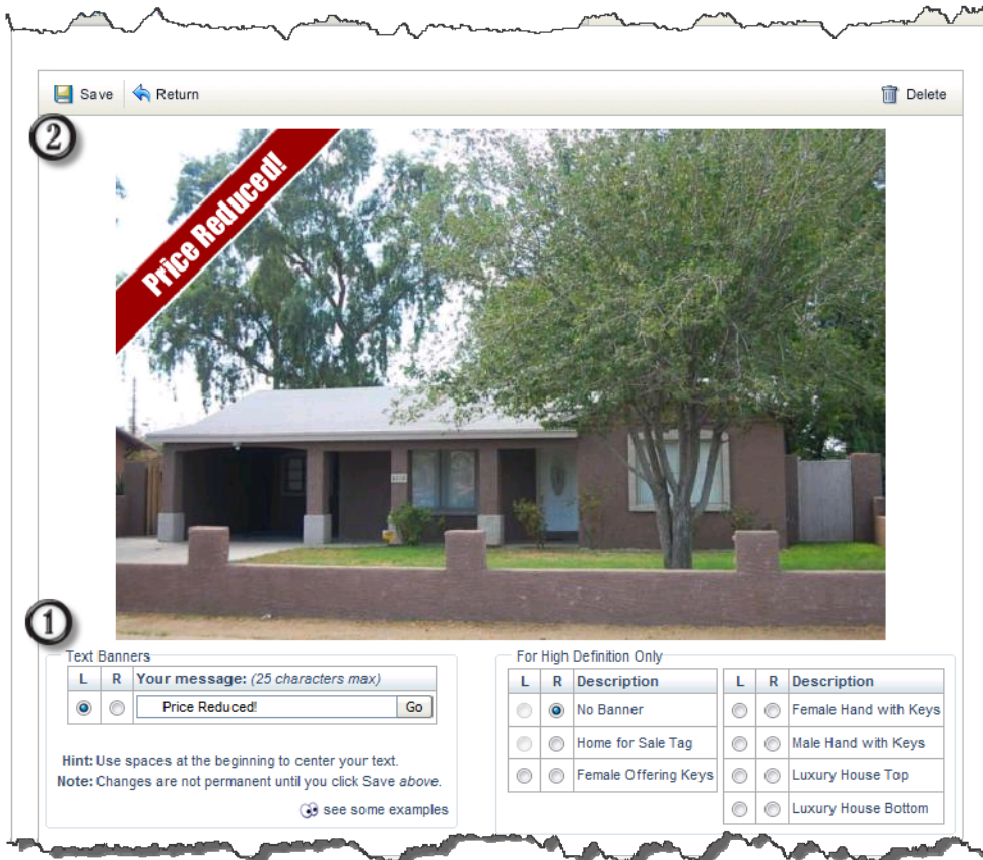 Save Return Delete
2
Price Reduced!
1
Text Banners
L R Your message: (25 characters max)
Price Reduced! Go
Hint: Use spaces at the beginning to center your text.
Note: Changes are not permanent until you click Save above.
see some examples
For High Definition Only
L R Description
No Banner
Home for Sale Tag
Female Offering Keys
L R Description
Female Hand with Keys
Male Hand with Keys
Luxury House Top
Luxury House Bottom